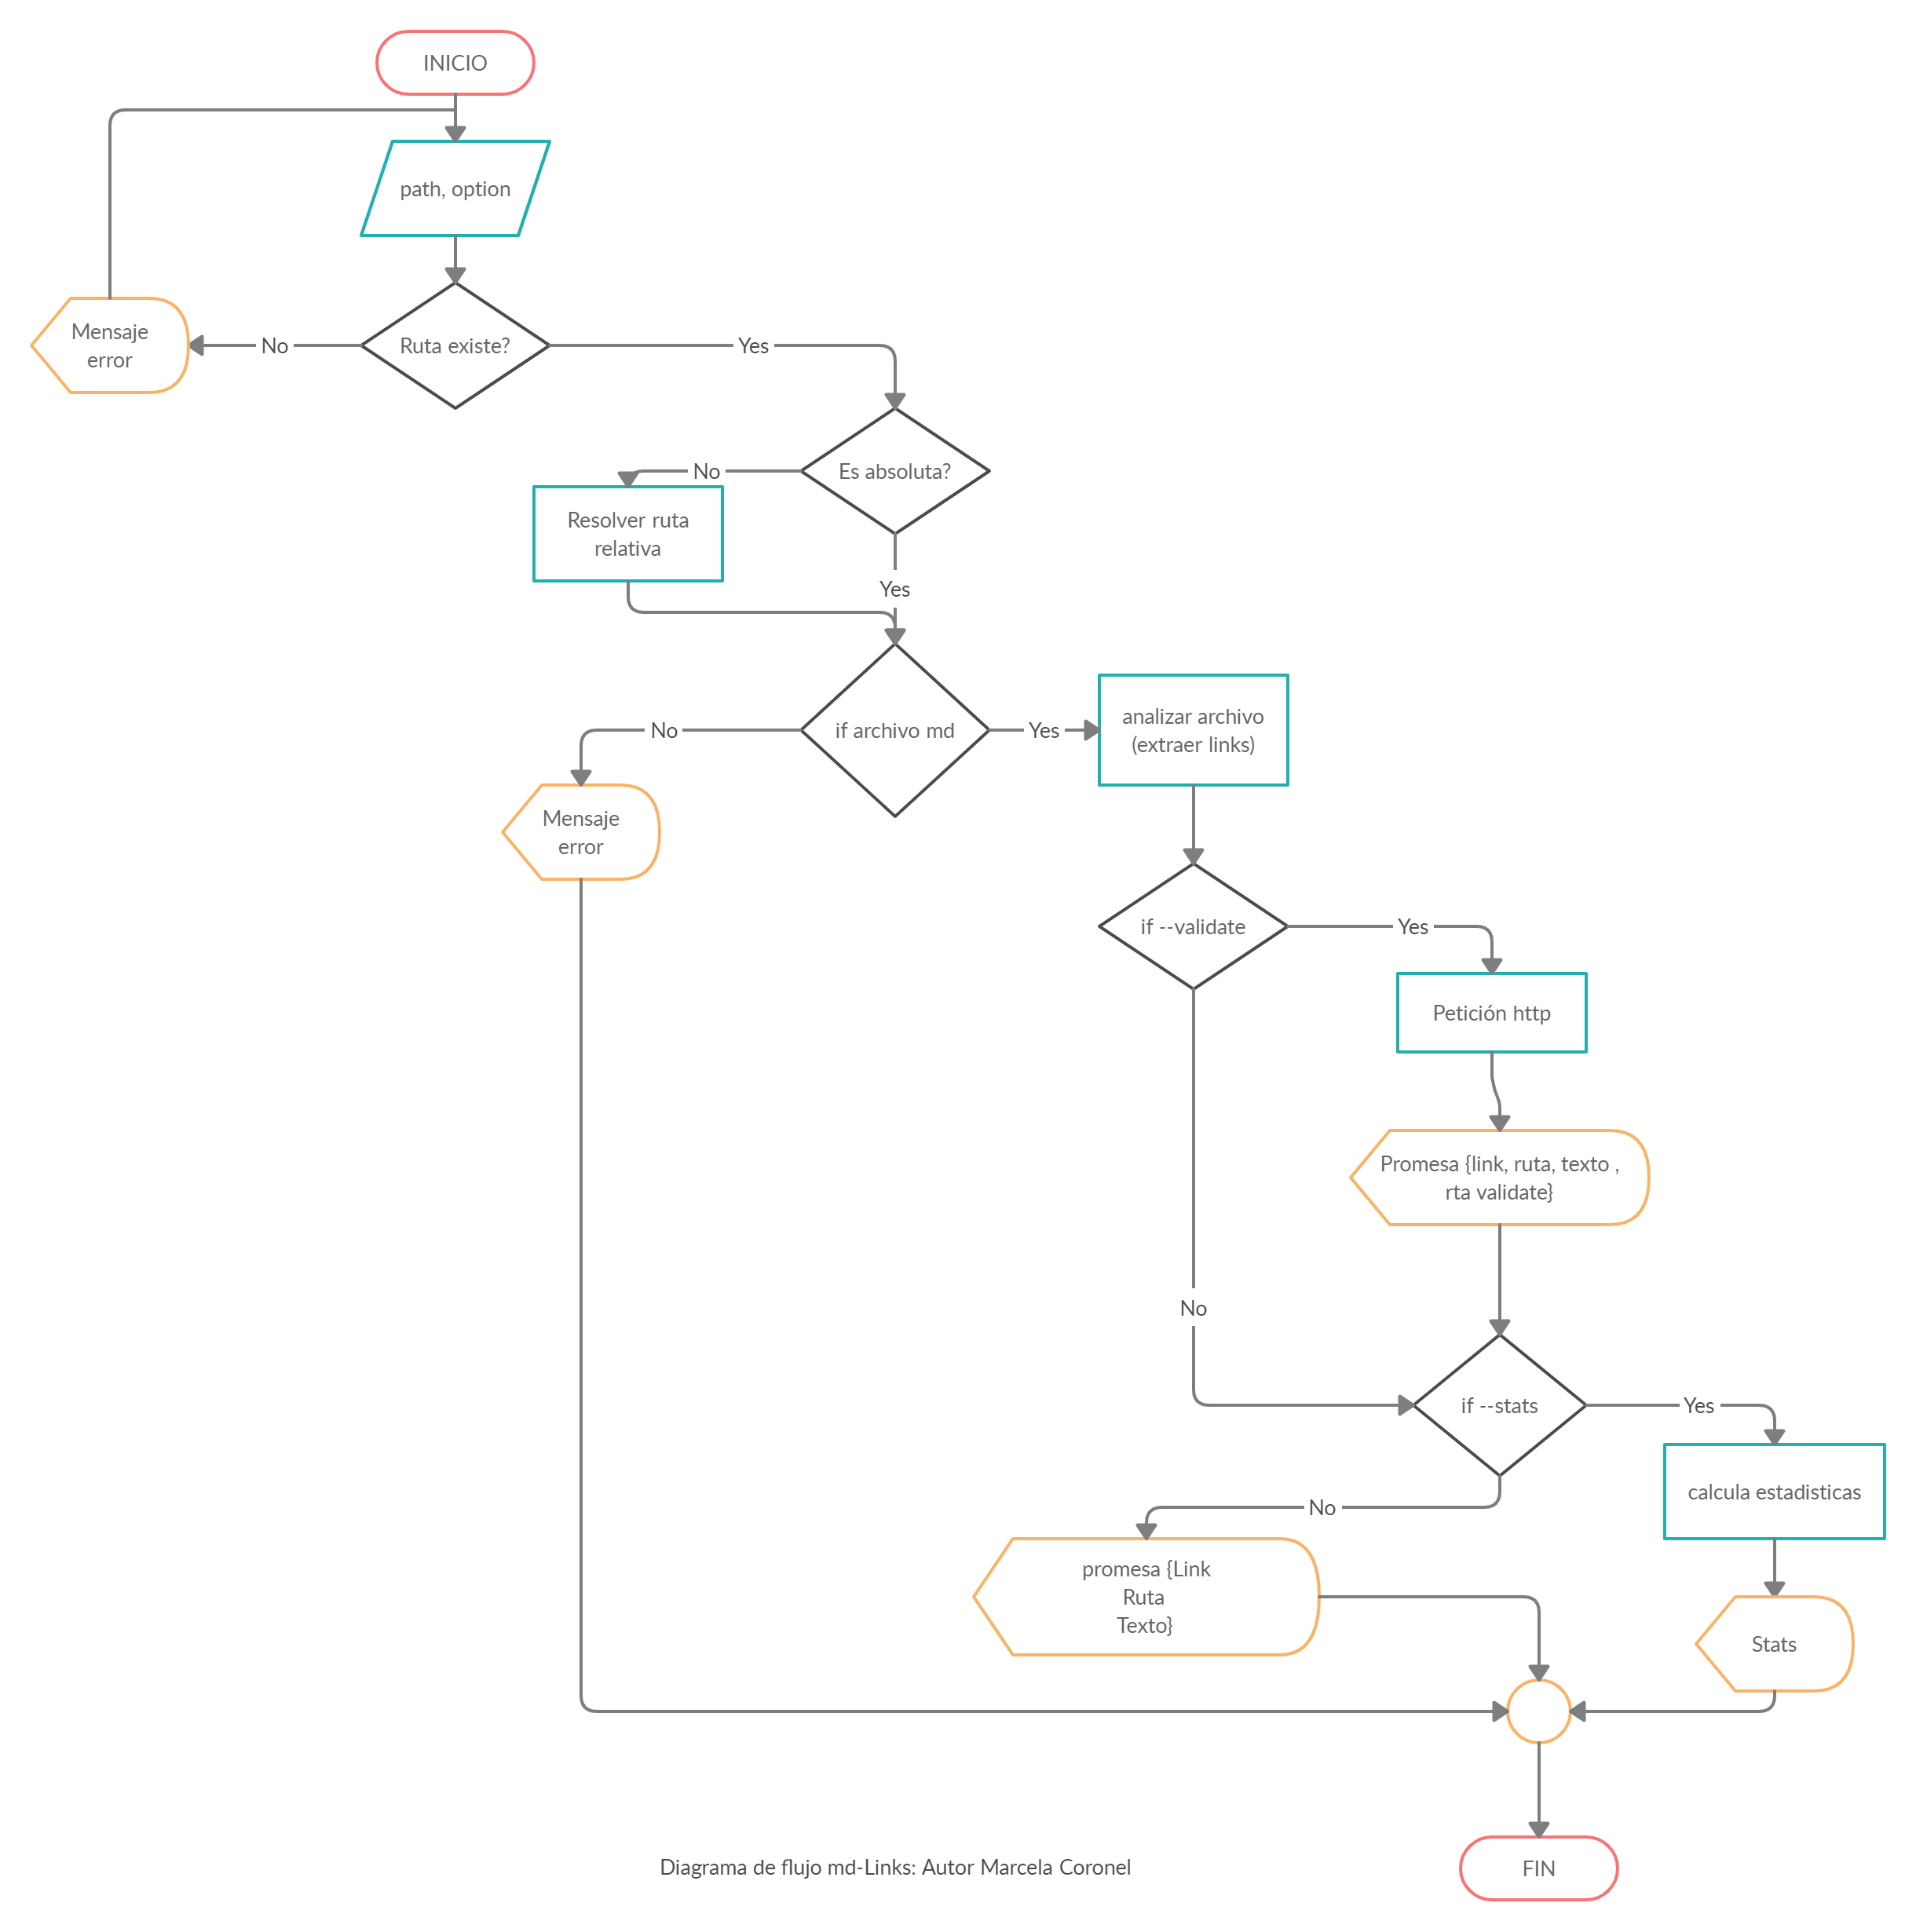 INICIO
path, option
Mensaje
error
No
Ruta existe?
Yes
No
Es absoluta?
Resolver ruta
relativa
Yes
No
if archivo md
Yes
analizar archivo
(extraer links)
Mensaje
error
if --validate
Yes
Petición http
Promesa {link, ruta, texto ,
rta validate}
No
if --stats
Yes
calcula estadisticas
No
promesa {Link
Ruta
Texto}
Stats
Diagrama de flujo md-Links: Autor Marcela Coronel
FIN